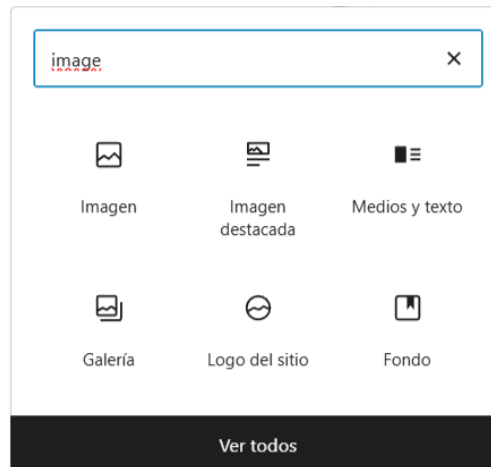 image
Imagen
Imagen
destacada
Medios y texto
Galería
Logo del sitio
Fondo
Ver todos